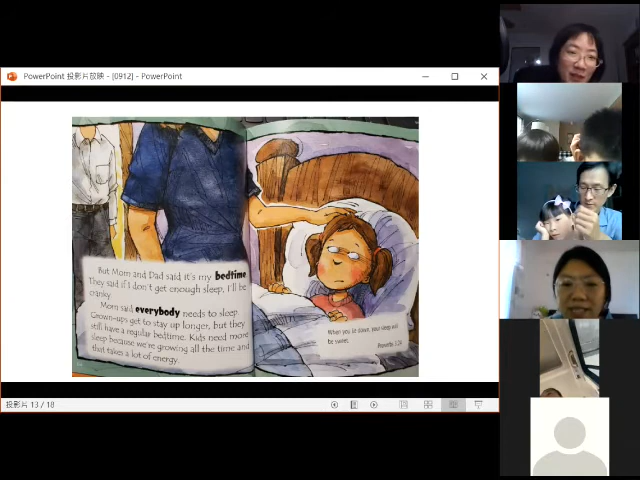 PowerPoint 投影片放映 - [0912] - PowerPoint
But Mom and Dad said it's my bedtime
They said if I don't get enough sleep, I'll be
cranky
Mom said everybody needs to sleep
Grown-ups get to stay up longer, but they
still have a regular bedtime. Kids need more
sleep because we're growing all the time and
that takes a lot of energy.
When you lie down, your sleep will
be sweet.
Proverbs 3:24
投影片 13 / 18